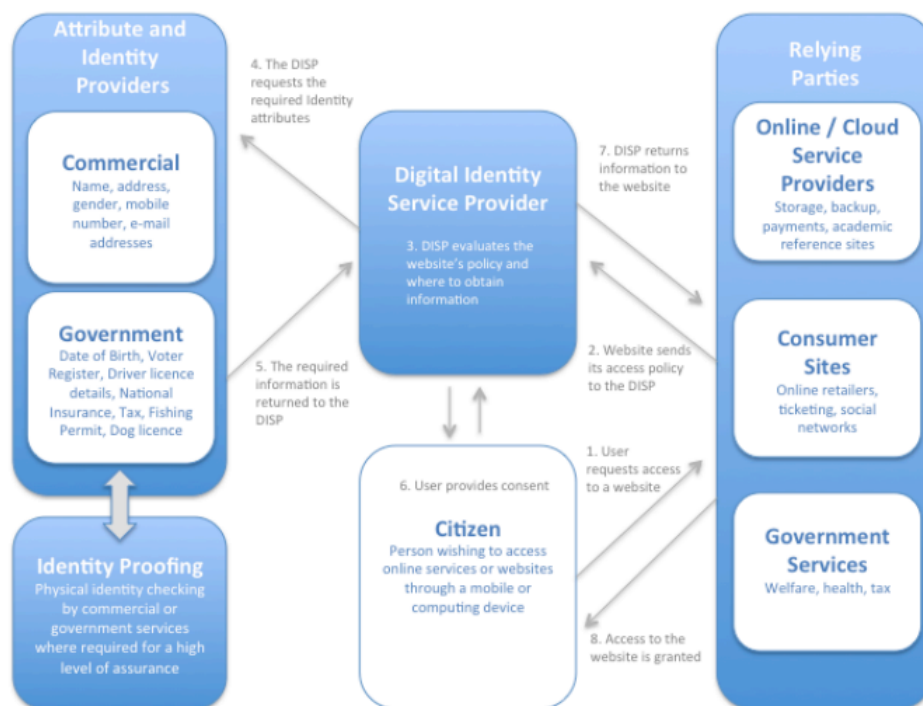 Attribute and
Identity
Providers
Commercial
Name, address,
gender, mobile
number, e-mail
addresses
Government
Date of Birth, Voter
Register, Driver licence
details, National
Insurance, Tax, Fishing
Permit, Dog licence
Identity Proofing
Physical identity checking
by commercial or
government services
where required for a high
level of assurance
4. The DISP
requests the
required Identity
attributes
5. The required
information is
returned to the
DISP
Digital Identity
Service Provider
3. DISP evaluates the
website's policy and
where to obtain
information
6. User provides consent
Citizen
Person wishing to access
online services or websites
through a mobile or
computing device
7. DISP returns
information to
the website
2. Website sends
its access policy
to the DISP
1. User
requests access
to a website
8. Access to the
website is granted
Relying
Parties
Online / Cloud
Service
Providers
Storage, backup,
payments, academic
reference sites
Consumer
Sites
Online retailers,
ticketing, social
networks
Government
Services
Welfare, health, tax